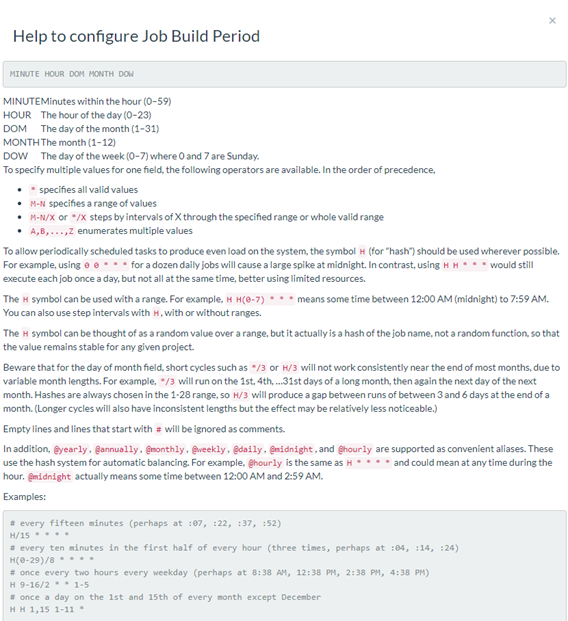 ×
Help to configure Job Build Period
MINUTE HOUR DOM MONTH DOW
MINUTEMinutes within the hour (0–59)
HOUR The hour of the day (0–23)
DOM The day of the month (1–31)
MONTHThe month (1–12)
DOW The day of the week (0–7) where 0 and 7 are Sunday.
To specify multiple values for one field, the following operators are available. In the order of precedence,
• * specifies all valid values
• M-N specifies a range of values
• M-N/X or */X steps by intervals of X through the specified range or whole valid range
• A,B,...,Z enumerates multiple values
To allow periodically scheduled tasks to produce even load on the system, the symbol H (for “hash”) should be used wherever possible.
For example, using 0 0 * * * for a dozen daily jobs will cause a large spike at midnight. In contrast, using H H * * * would still
execute each job once a day, but not all at the same time, better using limited resources.
The H symbol can be used with a range. For example, H H(0-7) * * * means some time between 12:00 AM (midnight) to 7:59 AM.
You can also use step intervals with H, with or without ranges.
The H symbol can be thought of as a random value over a range, but it actually is a hash of the job name, not a random function, so that
the value remains stable for any given project.
Beware that for the day of month field, short cycles such as */3 or H/3 will not work consistently near the end of most months, due to
variable month lengths. For example, */3 will run on the 1st, 4th, …31st days of a long month, then again the next day of the next
month. Hashes are always chosen in the 1-28 range, so H/3 will produce a gap between runs of between 3 and 6 days at the end of a
month. (Longer cycles will also have inconsistent lengths but the effect may be relatively less noticeable.)
Empty lines and lines that start with # will be ignored as comments.
In addition, @yearly, @annually, @monthly, @weekly, @daily, @midnight, and @hourly are supported as convenient aliases. These
use the hash system for automatic balancing. For example, @hourly is the same as H * * * * and could mean at any time during the
hour. @midnight actually means some time between 12:00 AM and 2:59 AM.
Examples:
# every fifteen minutes (perhaps at :07, :22, :37, :52)
H/15 * * * *
# every ten minutes in the first half of every hour (three times, perhaps at :04, :14, :24)
H(0-29)/8 * * * *
# once every two hours every weekday (perhaps at 8:38 AM, 12:38 PM, 2:38 PM, 4:38 PM)
H 9-16/2 * * 1-5
# once a day on the 1st and 15th of every month except December
H H 1,15 1-11 *